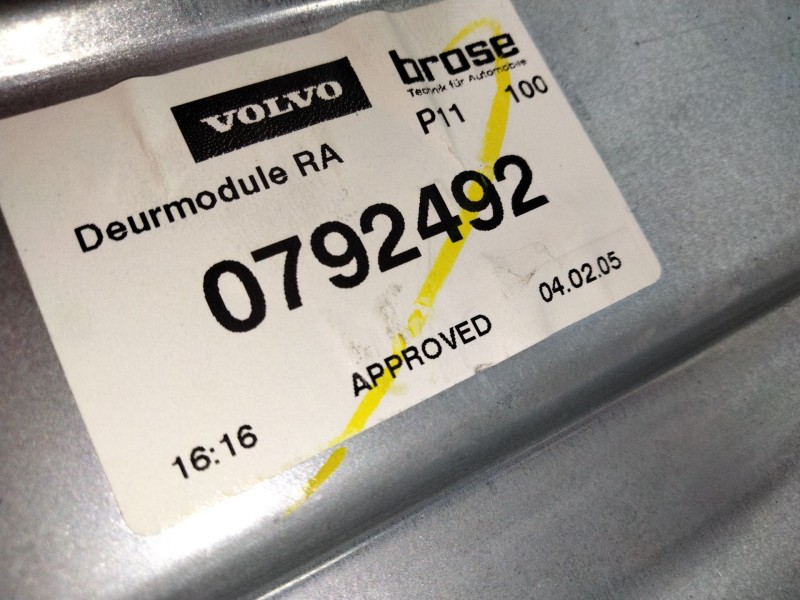 VOLVO
brose
Technik für Automobile
P11 100
Deurmodule RA
0792492
APPROVED 04.02.05
16:16